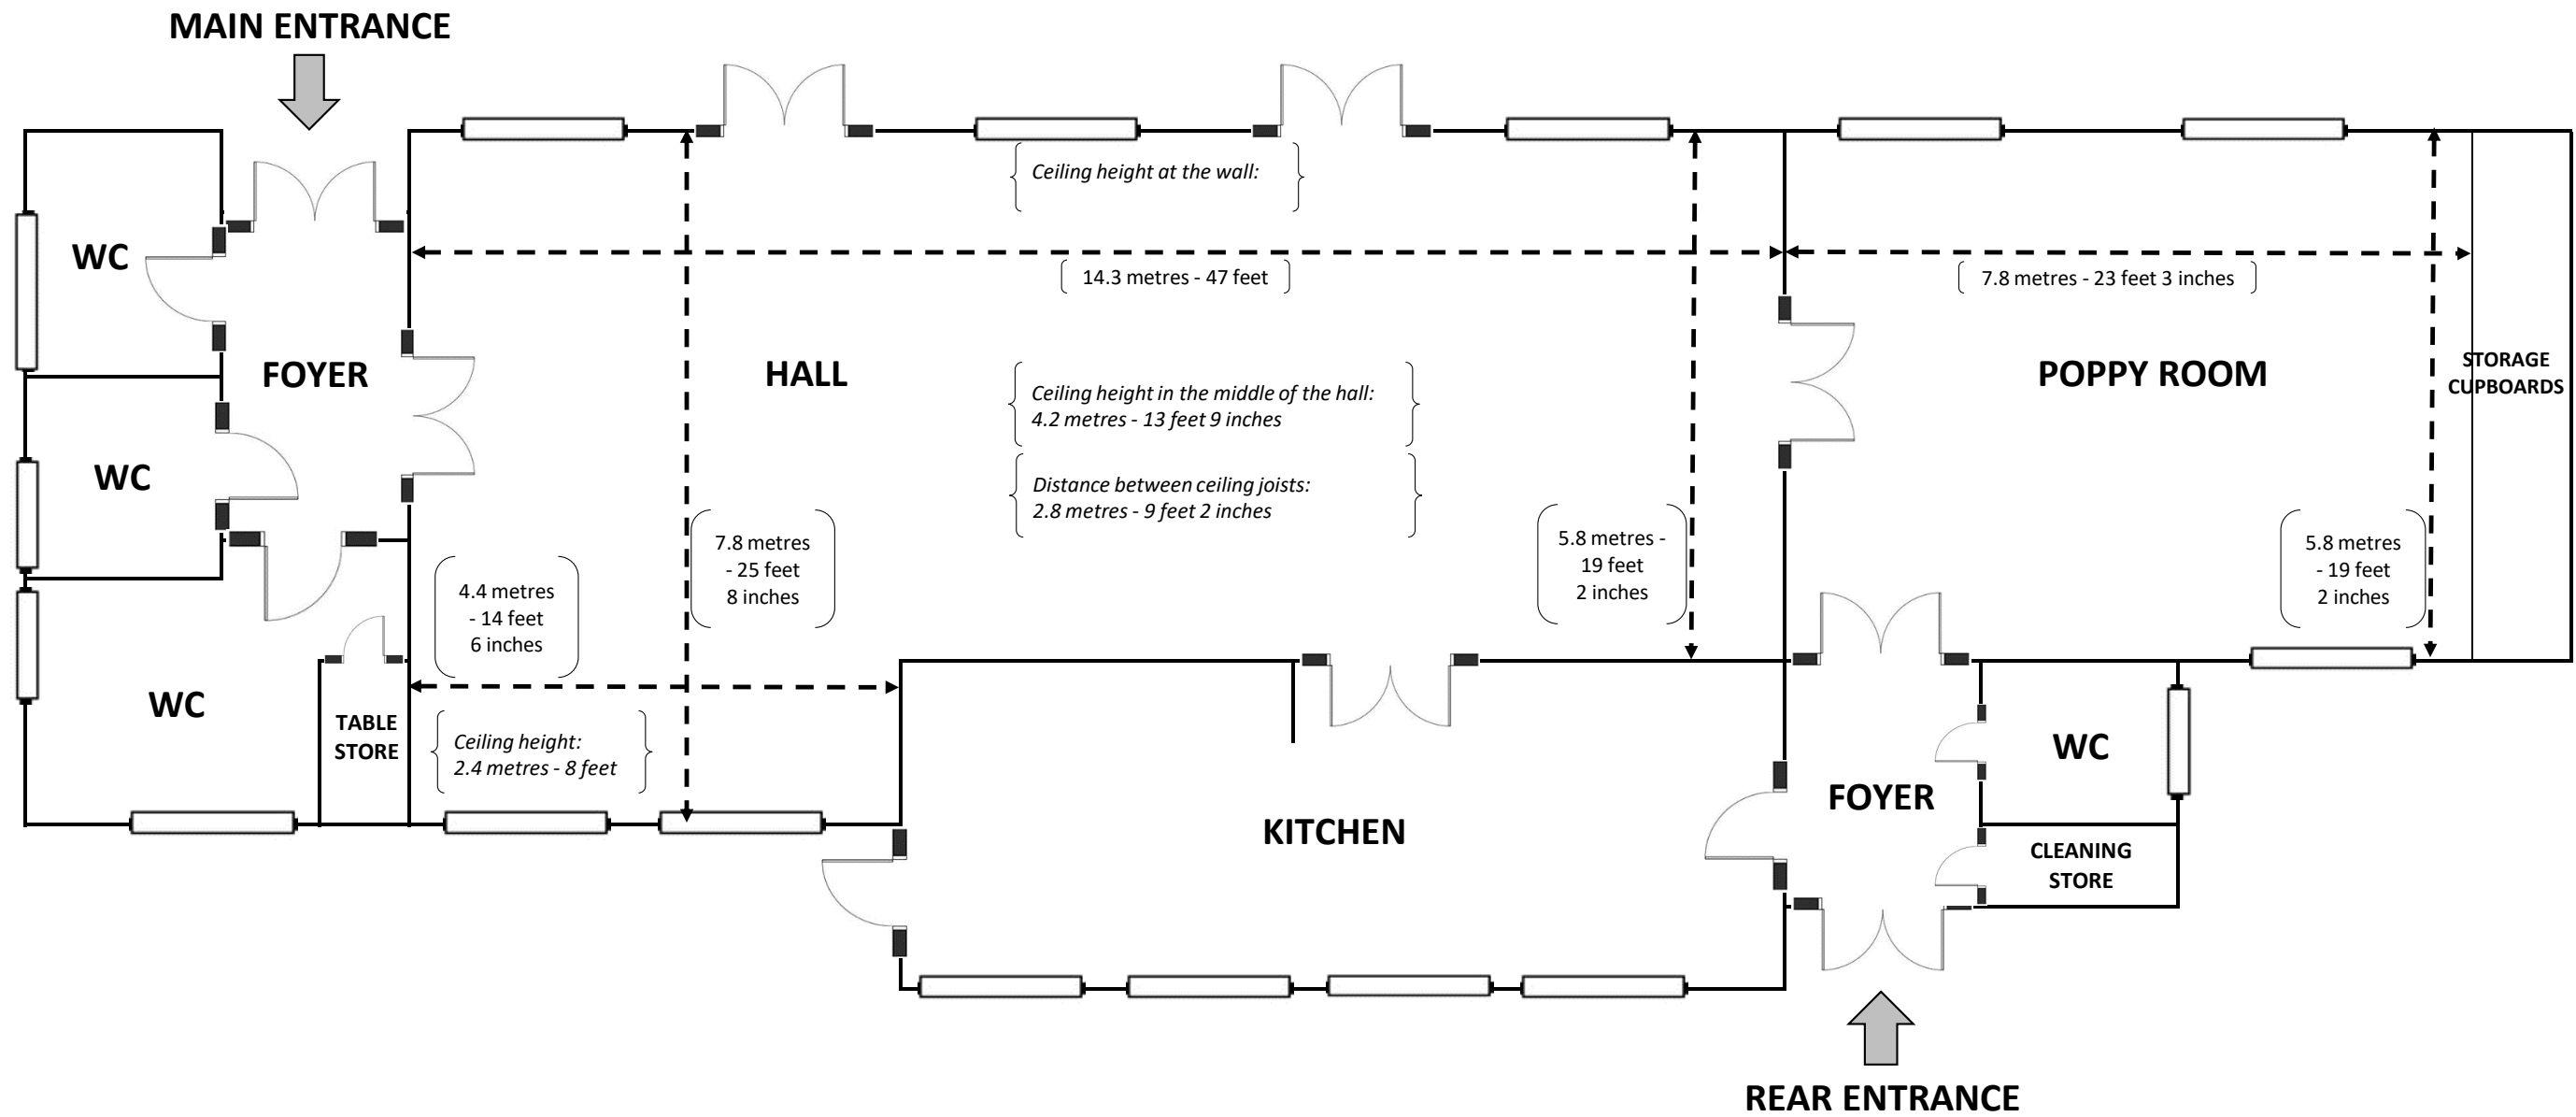 MAIN ENTRANCE
Ceiling height at the wall:
WC
14.3 metres - 47 feet
7.8 metres - 23 feet 3 inches
FOYER
HALL
POPPY ROOM
STORAGE
CUPBOARDS
Ceiling height in the middle of the hall:
4.2 metres - 13 feet 9 inches
WC
Distance between ceiling joists:
2.8 metres - 9 feet 2 inches
7.8 metres
- 25 feet
8 inches
5.8 metres -
19 feet
2 inches
5.8 metres
- 19 feet
2 inches
4.4 metres
- 14 feet
6 inches
WC
TABLE
STORE
Ceiling height:
2.4 metres - 8 feet
WC
FOYER
KITCHEN
CLEANING
STORE
REAR ENTRANCE